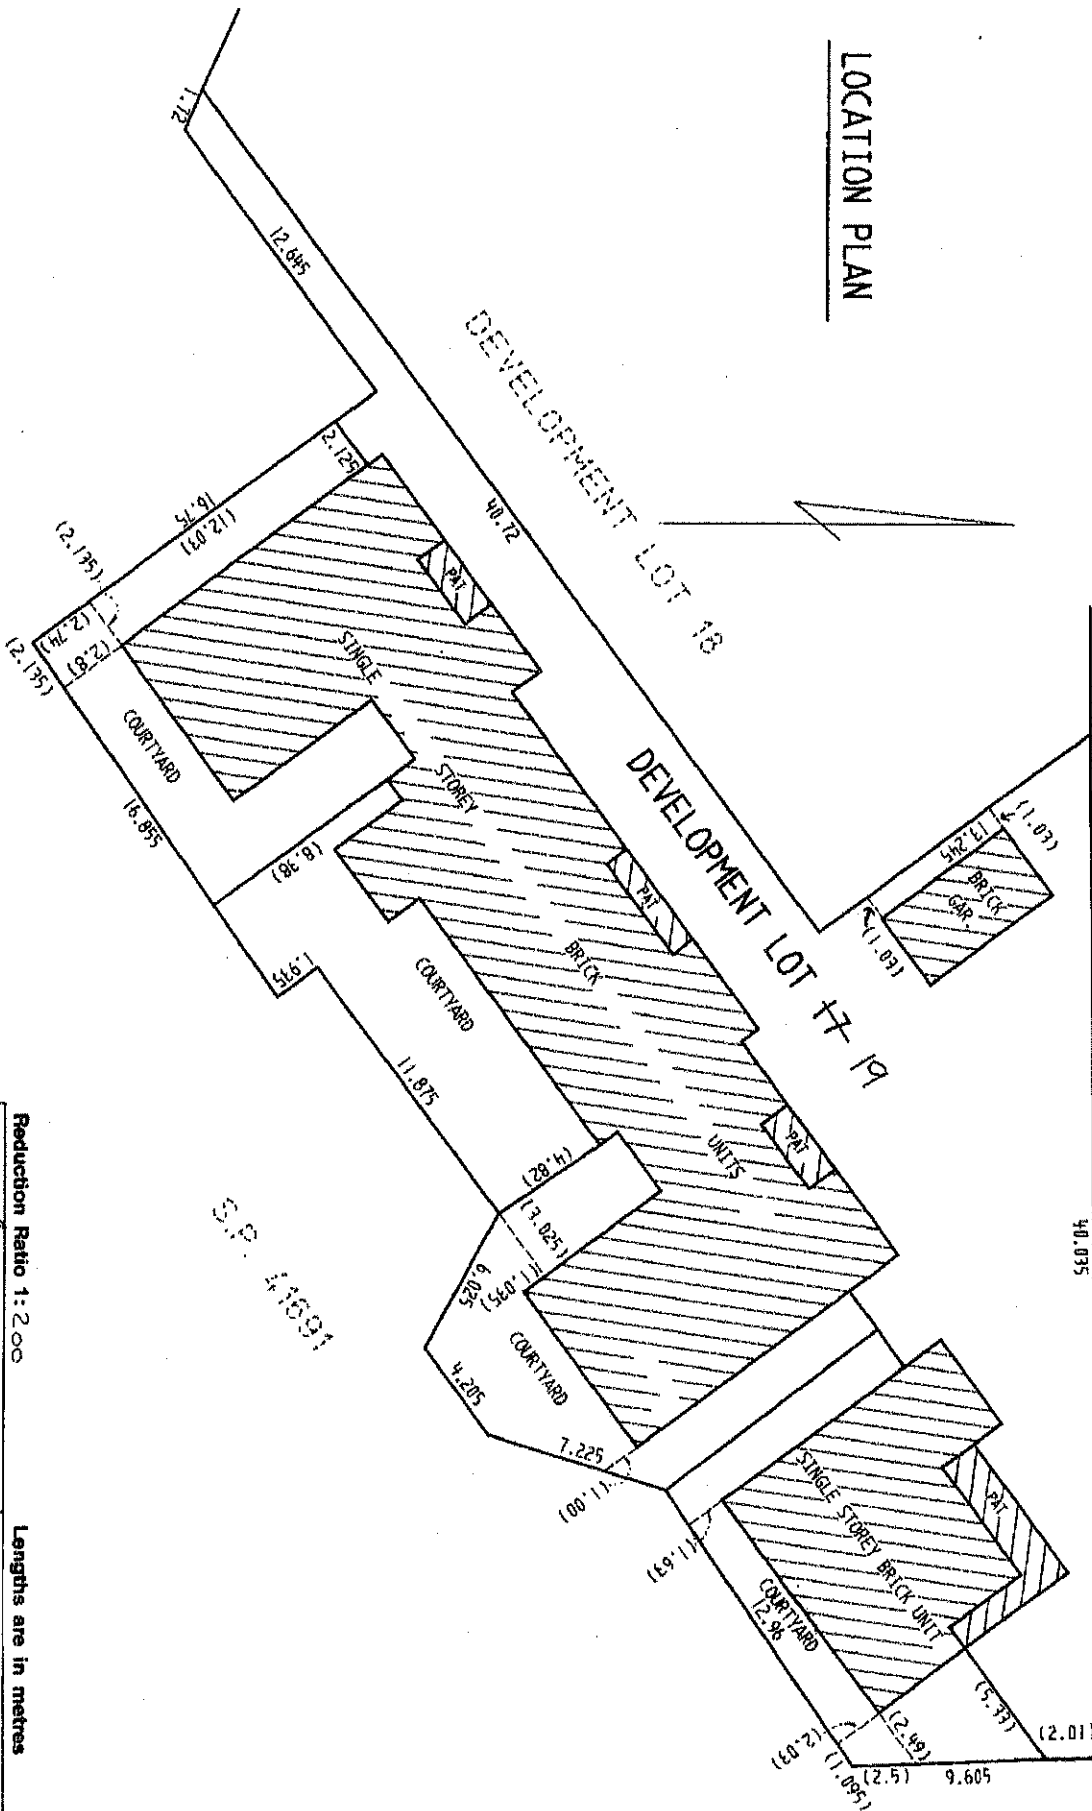 LOCATION PLAN
DEVELOPMENT LOT 18
DEVELOPMENT LOT 17 19
40.035
1.72
12.645
40.72
2.125
16.75
(12.03)
(2.135)
(2.74)
(2.8)
(2.135)
PAT
SINGLE
STOREY
BRICK
UNITS
PAT
PAT
COURTYARD
16.855
(8.38)
1.935
COURTYARD
11.875
(4.82)
(3.025)
(1.035)
6.025
4.205
COURTYARD
7.225
(1.00)
(1.03)
13.245
BRICK
GAR.
(1.03)
SINGLE STOREY BRICK UNIT
PAT
(1.63)
COURTYARD
12.96
(5.33)
(2.01)
(2.49)
(2.03)
(1.095)
(2.5)
9.605
S.P. 41691
Reduction Ratio 1: 200
Lengths are in metres